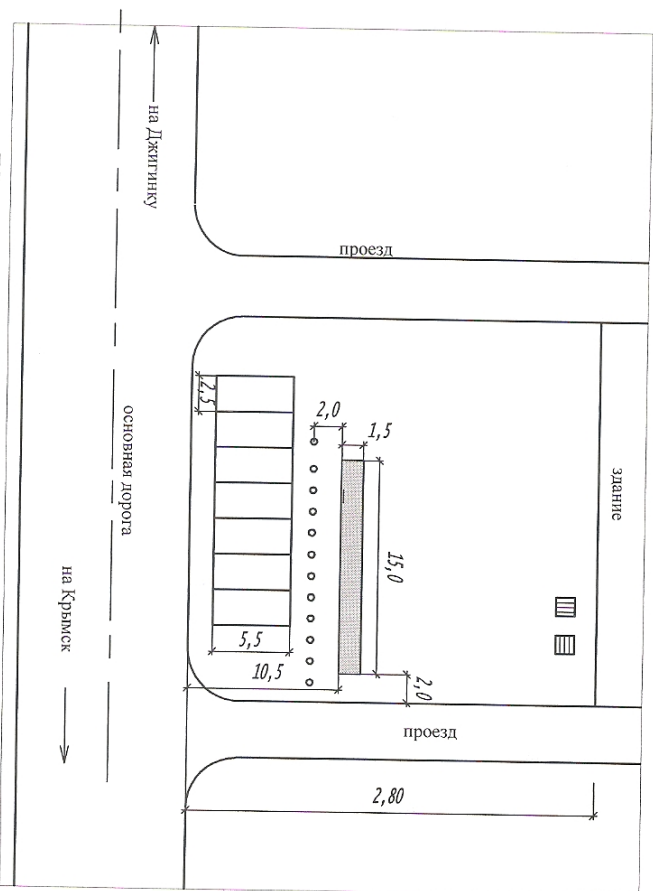 на Джигинку
проезд
2,5
основная дорога
2,0
1,5
здание
15,0
на Крымск
5,5
10,5
2,0
проезд
2,80